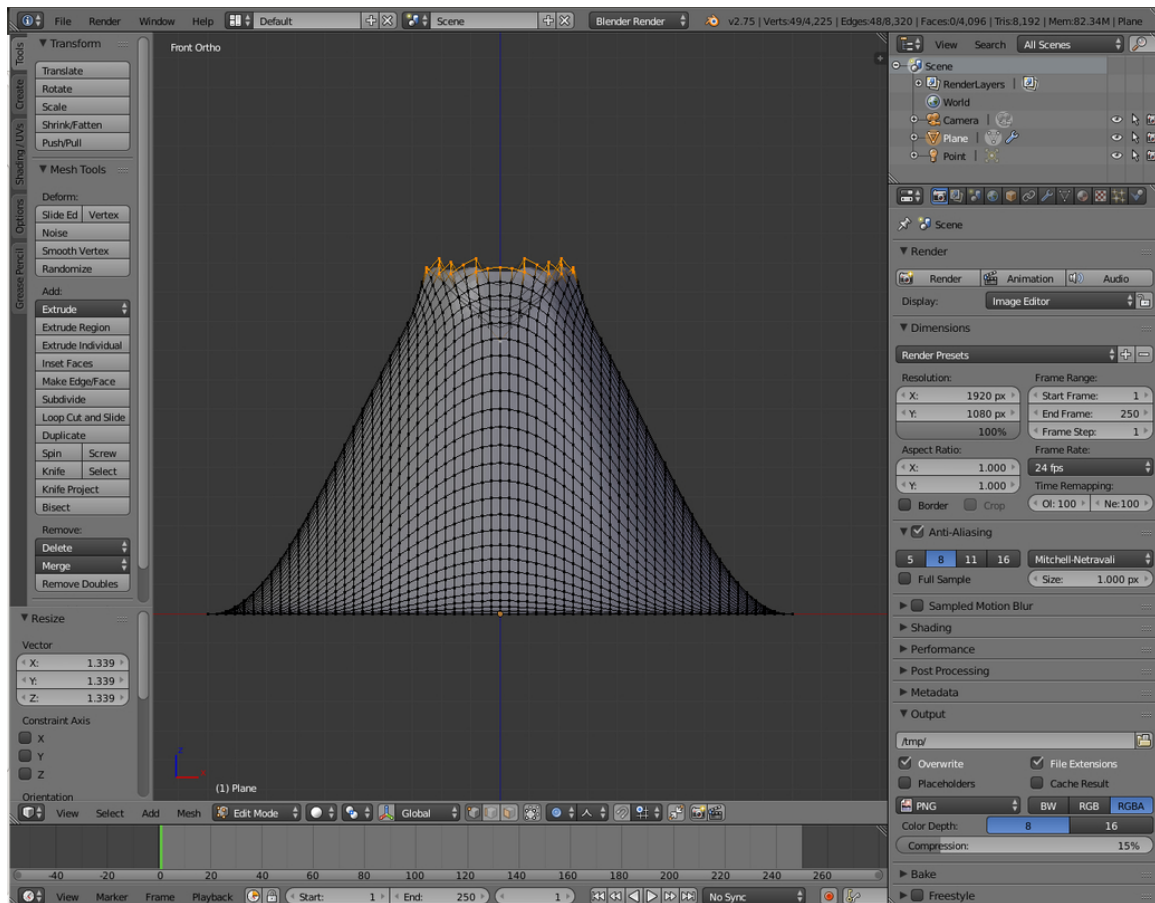 File Render Window Help Default Scene Blender Render v2.75 | Verts:49/4,225 | Edges:48/8,320 | Faces:0/4,096 | Tris:8,192 | Mem:82.34M | Plane
Tools
Create
Shading / UVs
Options
Grease Pencil
Transform
Translate
Rotate
Scale
Shrink/Fatten
Push/Pull
Mesh Tools
Deform:
Slide Ed Vertex
Noise
Smooth Vertex
Randomize
Add:
Extrude
Extrude Region
Extrude Individual
Inset Faces
Make Edge/Face
Subdivide
Loop Cut and Slide
Duplicate
Spin Screw
Knife Select
Knife Project
Bisect
Remove:
Delete
Merge
Remove Doubles
Resize
Vector
X: 1.339
Y: 1.339
Z: 1.339
Constraint Axis
X
Y
Z
Orientation
Front Ortho
z
x
(1) Plane
View Select Add Mesh Edit Mode Global
-40 -20 0 20 40 60 80 100 120 140 160 180 200 220 240 260
View Marker Frame Playback Start: 1 End: 250 1 No Sync
View Search All Scenes
Scene
RenderLayers |
World
Camera |
Plane |
Point |
Scene
Render
Render Animation Audio
Display: Image Editor
Dimensions
Render Presets
Resolution: Frame Range:
X: 1920 px Start Frame: 1
Y: 1080 px End Frame: 250
100% Frame Step: 1
Aspect Ratio: Frame Rate:
X: 1.000 24 fps
Y: 1.000 Time Remapping:
Border Crop Ol: 100 Ne:100
Anti-Aliasing
5 8 11 16 Mitchell-Netravali
Full Sample Size: 1.000 px
Sampled Motion Blur
Shading
Performance
Post Processing
Metadata
Output
/tmp/
Overwrite File Extensions
Placeholders Cache Result
PNG BW RGB RGBA
Color Depth: 8 16
Compression: 15%
Bake
Freestyle